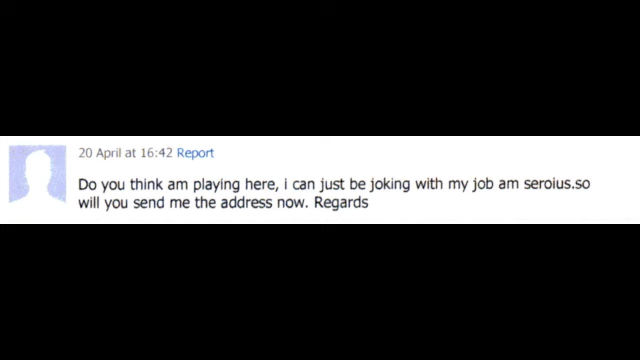 20 April at 16:42 Report
Do you think am playing here, i can just be joking with my job am seroius.so
will you send me the address now. Regards